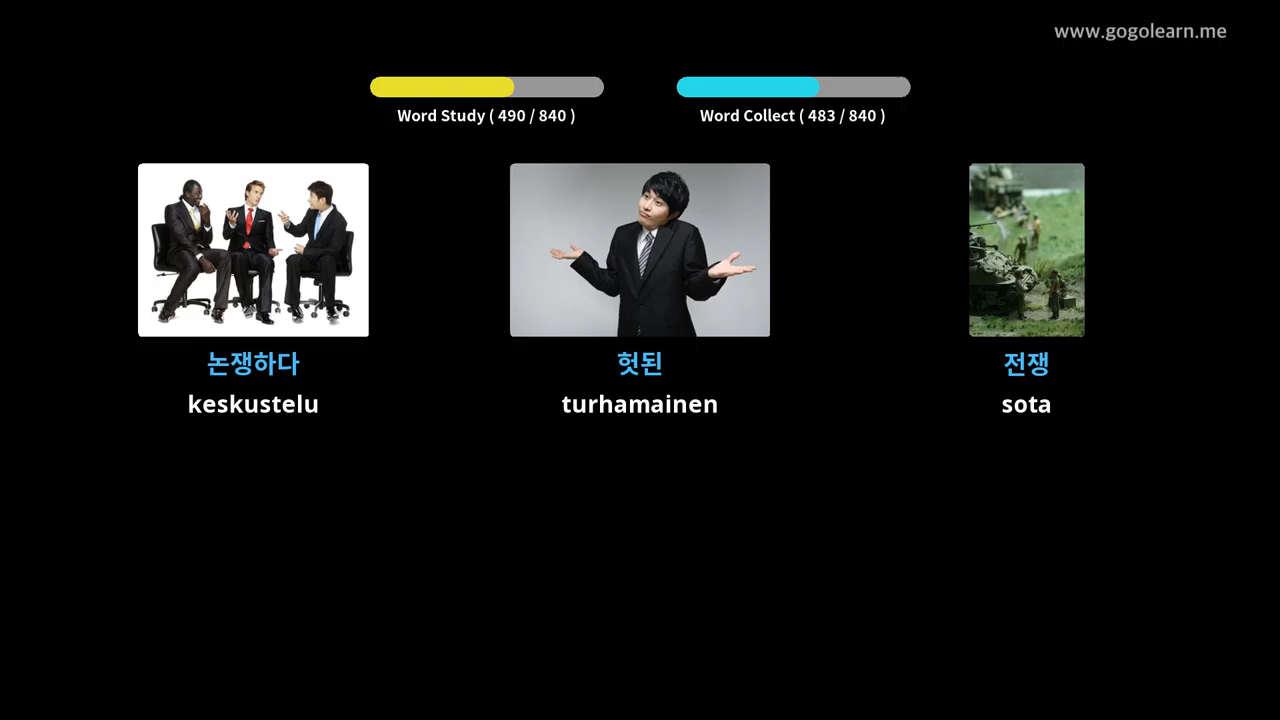 www.gogolearn.me
Word Study ( 490 / 840 )
Word Collect ( 483 / 840 )
논쟁하다
헛된
전쟁
keskustelu
turhamainen
sota